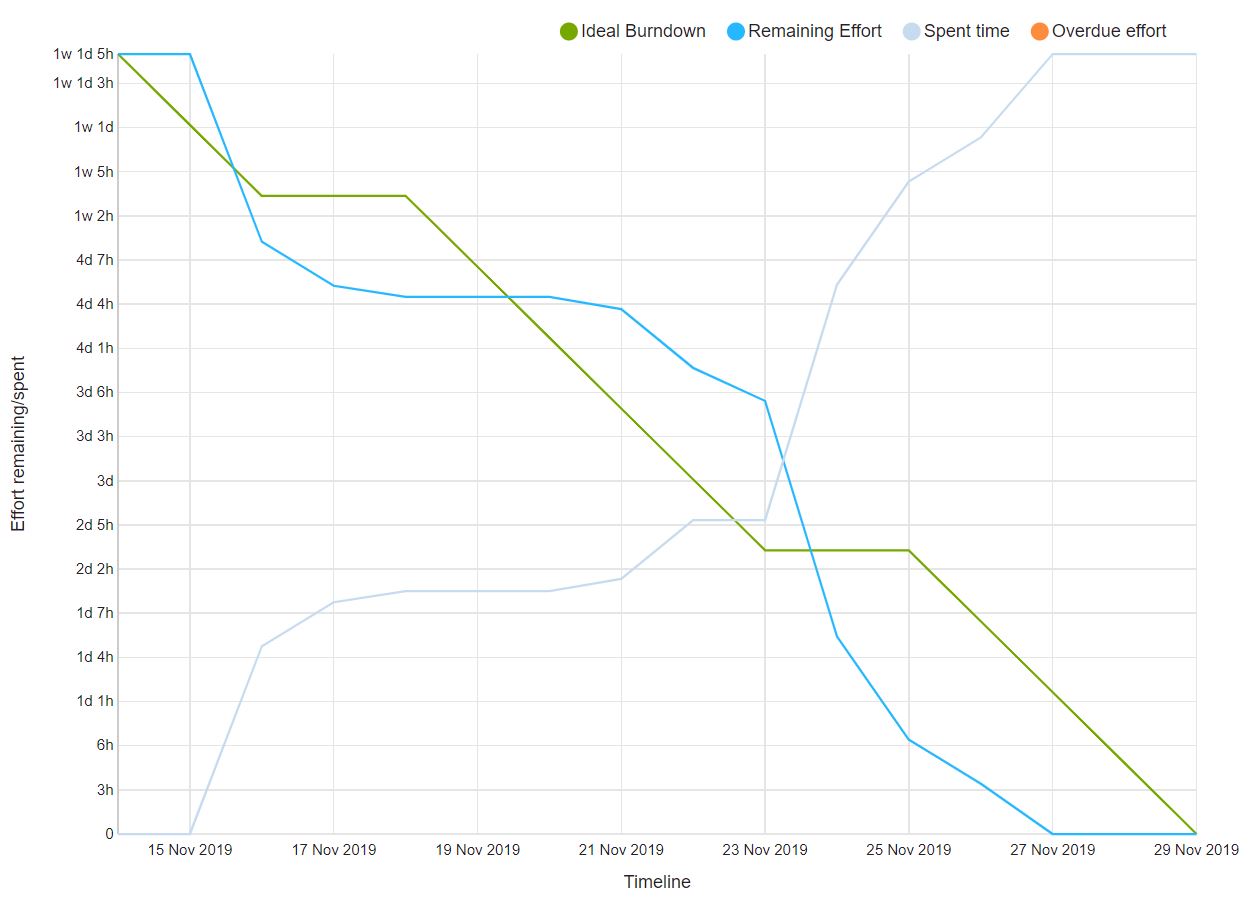 Ideal Burndown Remaining Effort Spent time Overdue effort
1w 1d 5h
1w 1d 3h
1w 1d
1w 5h
1w 2h
4d 7h
4d 4h
4d 1h
3d 6h
3d 3h
3d
2d 5h
2d 2h
1d 7h
1d 4h
1d 1h
6h
3h
0
Effort remaining/spent
15 Nov 2019 17 Nov 2019 19 Nov 2019 21 Nov 2019 23 Nov 2019 25 Nov 2019 27 Nov 2019 29 Nov 2019
Timeline